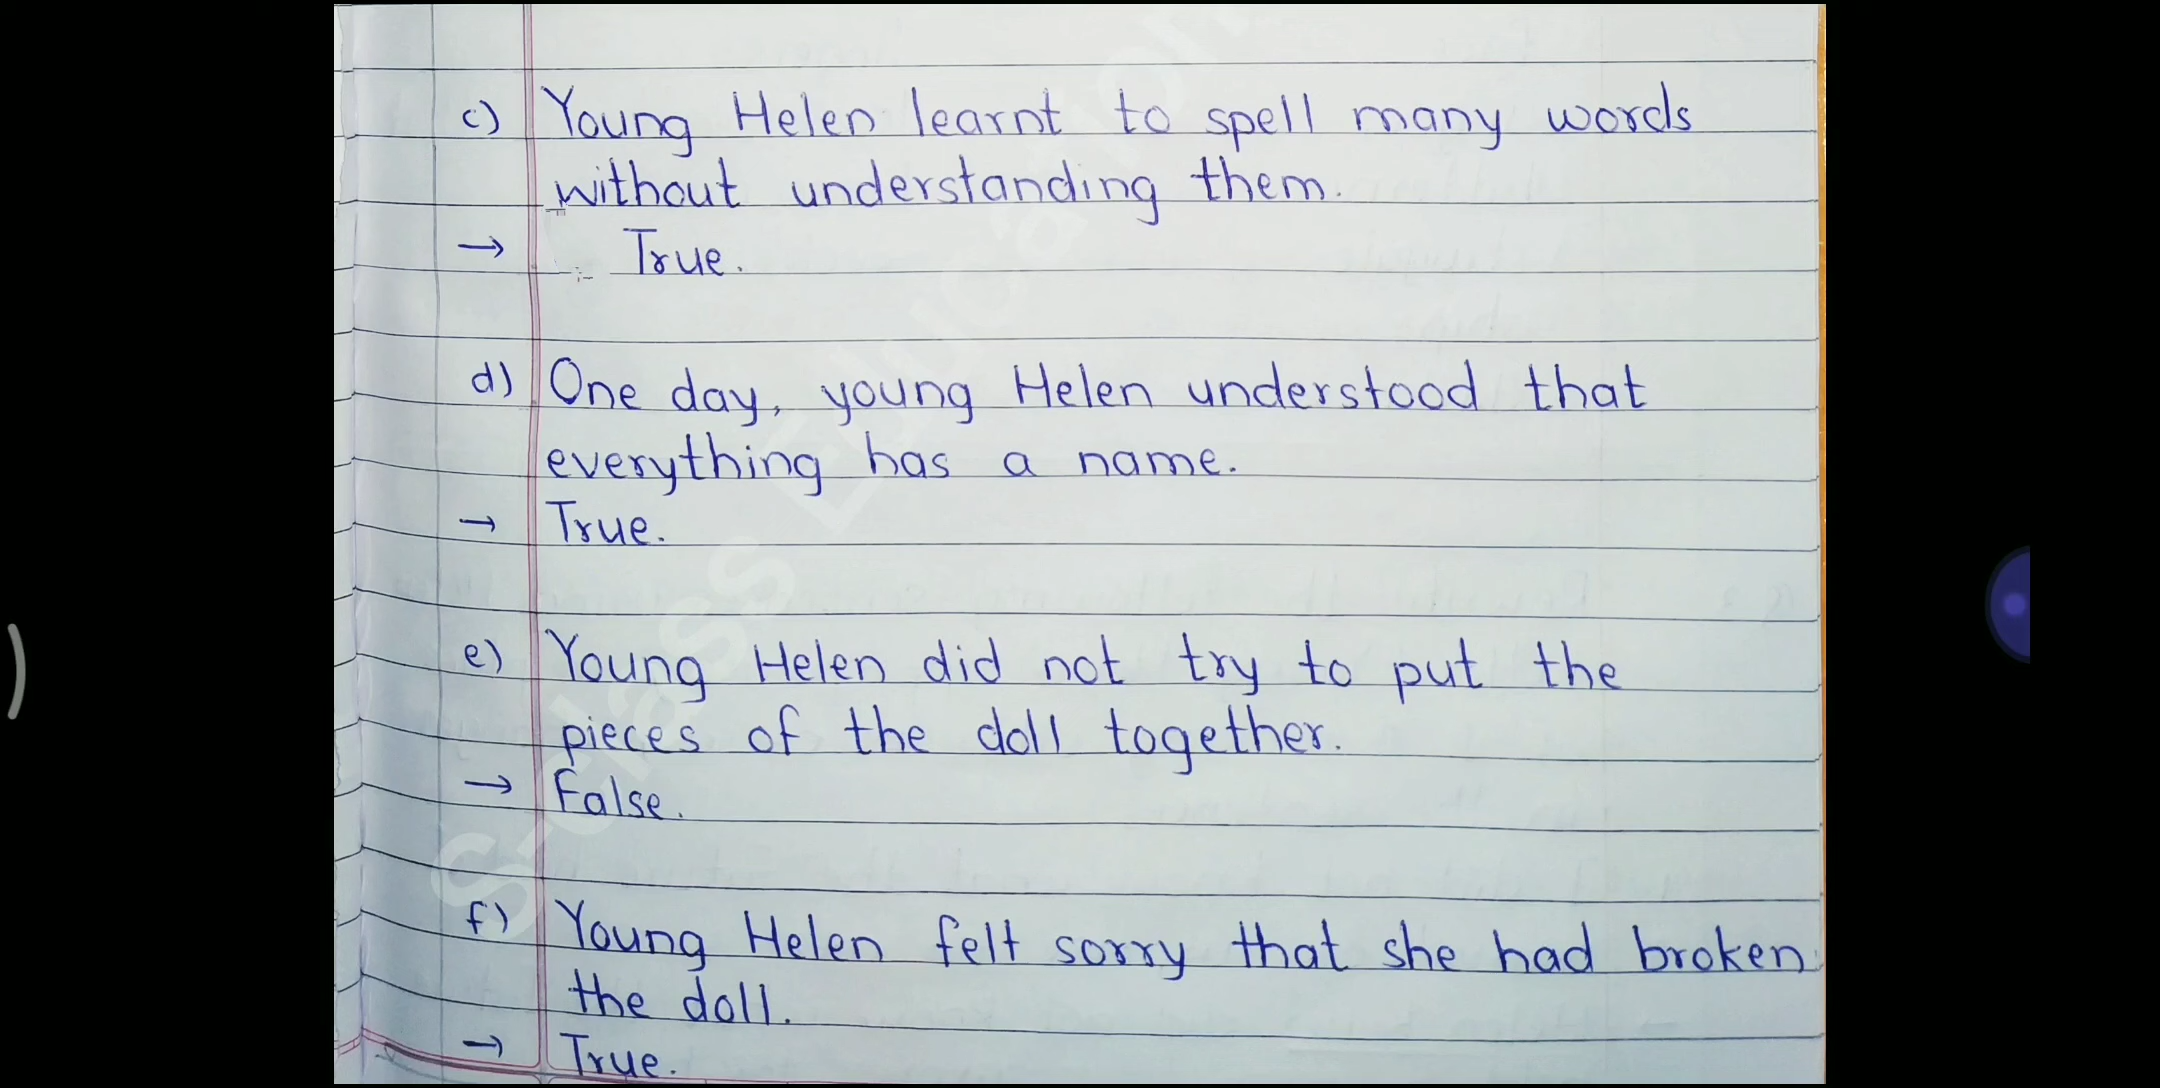 c) Young Helen learnt to spell many words
without understanding them.
→ True.
d) One day, young Helen understood that
everything has a name.
→ True.
e) Young Helen did not try to put the
pieces of the doll together.
→ False.
f) Young Helen felt sorry that she had broken
the doll.
→ True.